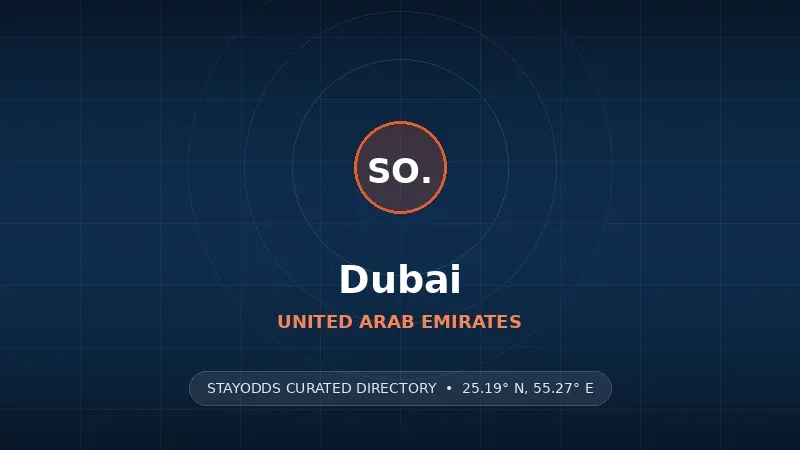 SO.
Dubai
UNITED ARAB EMIRATES
STAYODDS CURATED DIRECTORY • 25.19° N, 55.27° E